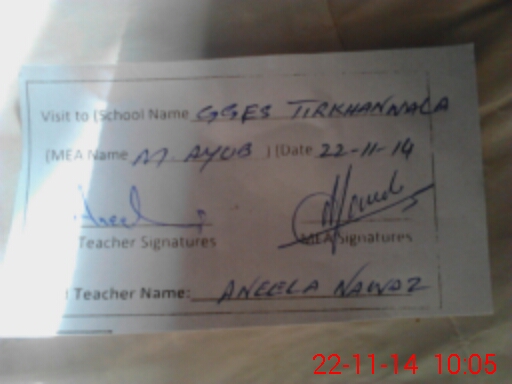 Visit to (School Name GGES TIRKHANWALA
(MEA Name M. AYUB ) (Date 22-11-14
Teacher Signatures MEA Signatures
Teacher Name: ANEELA NAWAZ
22-11-14 10:05